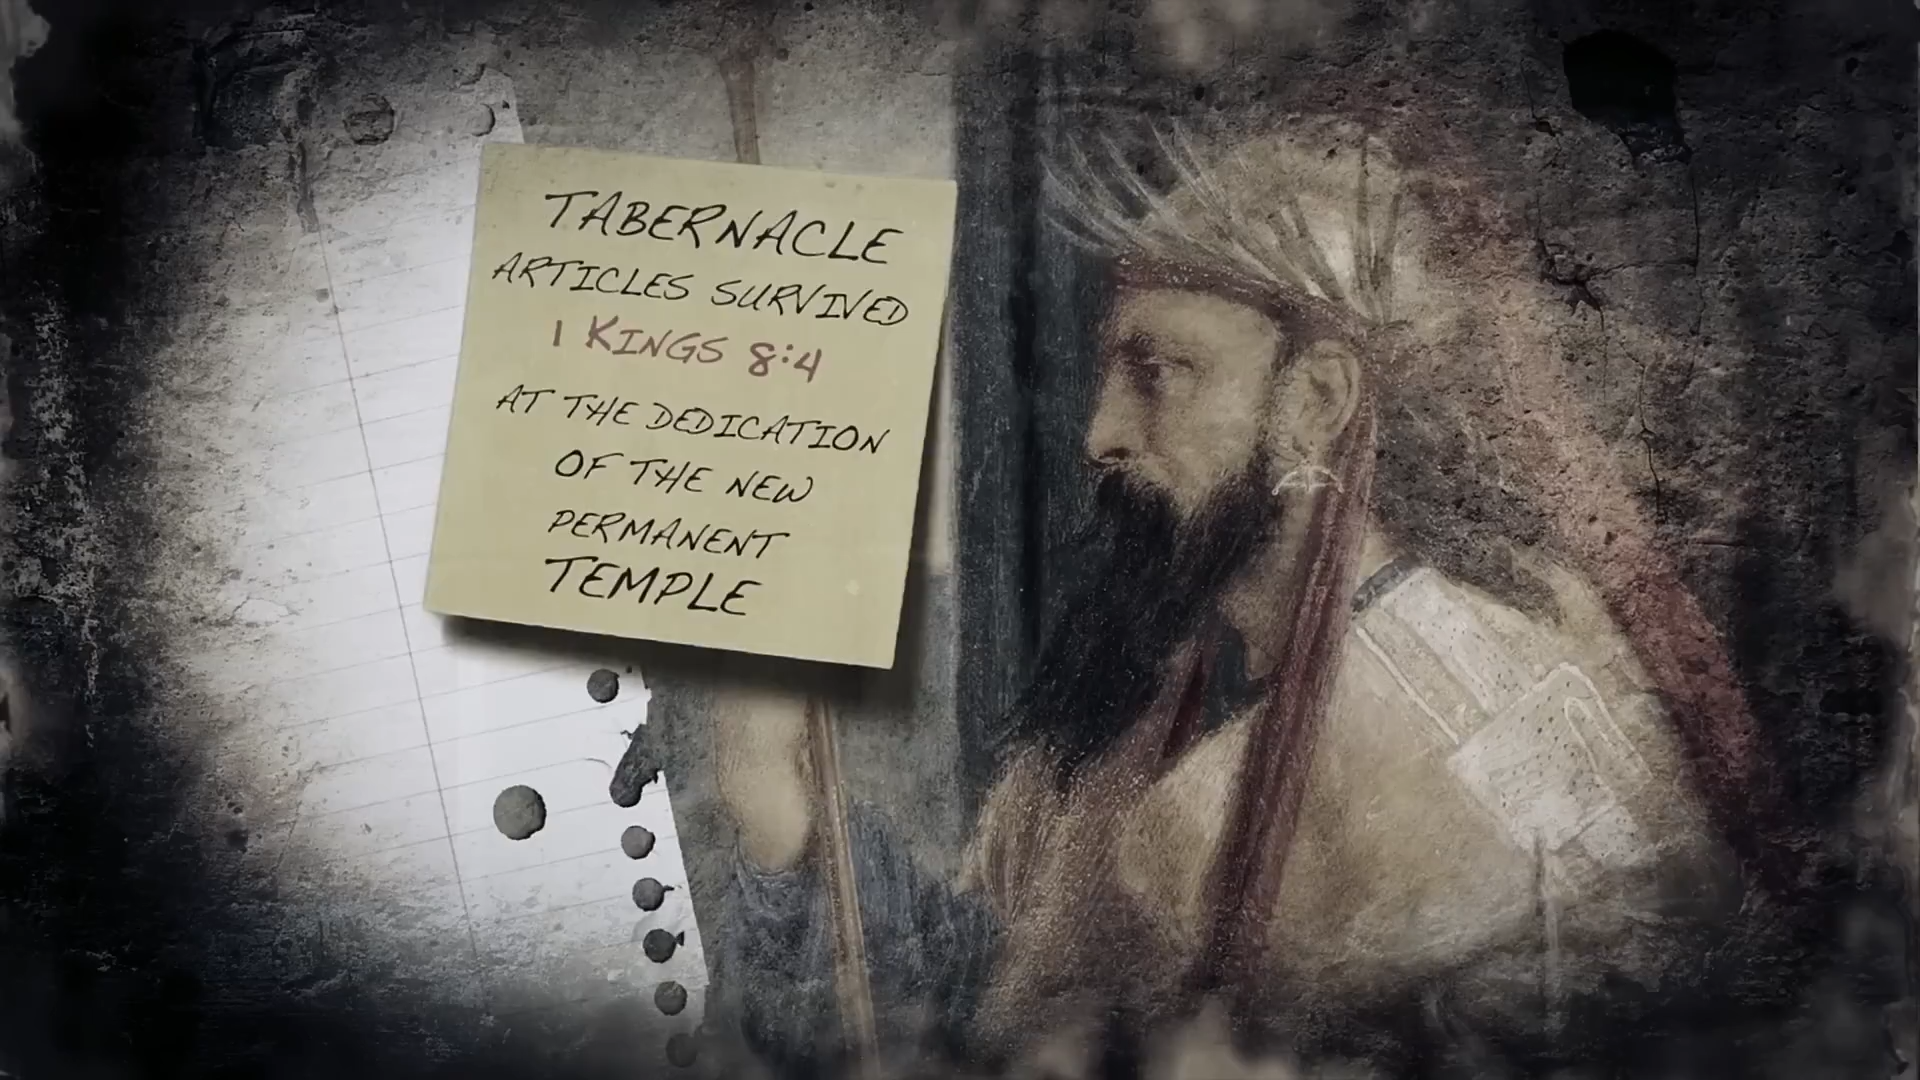 TABERNACLE
ARTICLES SURVIVED
1 KINGS 8:4
AT THE DEDICATION
OF THE NEW
PERMANENT
TEMPLE